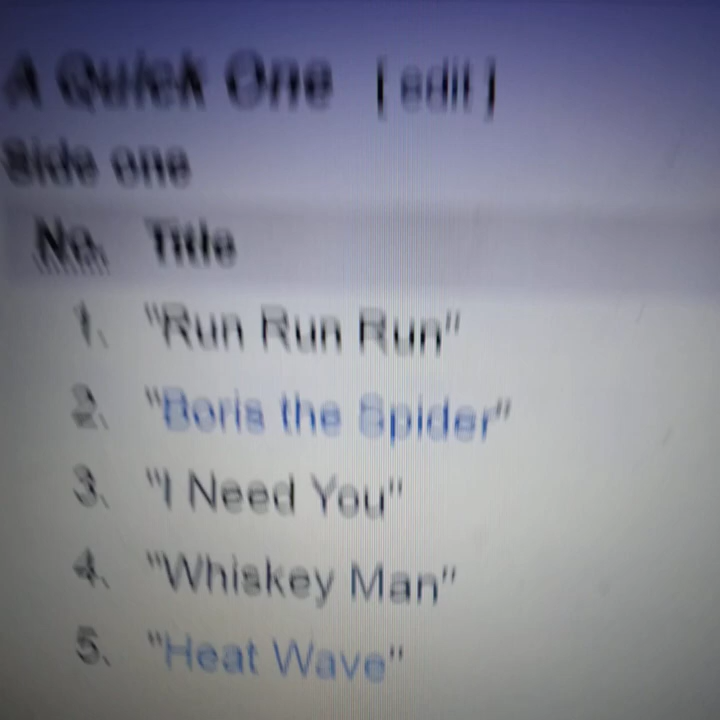 A Quick One [ edit ]
Side one
No. Title
1. "Run Run Run"
2. "Boris the Spider"
3. "I Need You"
4. "Whiskey Man"
5. "Heat Wave"